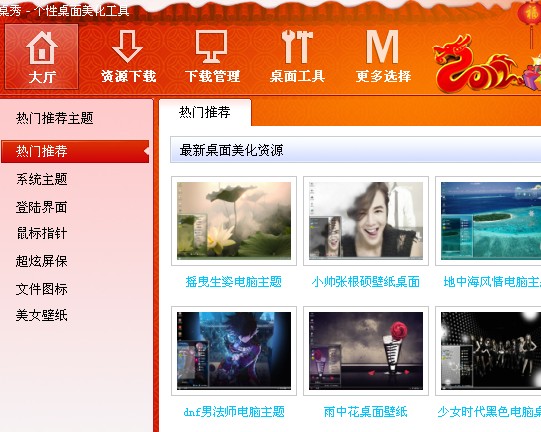 桌秀 - 个性桌面美化工具
大厅
资源下载
下载管理
桌面工具
M
更多选择
2011
福
热门推荐主题
热门推荐
系统主题
登陆界面
鼠标指针
超炫屏保
文件图标
美女壁纸
热门推荐
最新桌面美化资源
摇曳生姿电脑主题
小帅张根硕壁纸桌面
地中海风情电脑主
dnf男法师电脑主题
雨中花桌面壁纸
少女时代黑色电脑桌